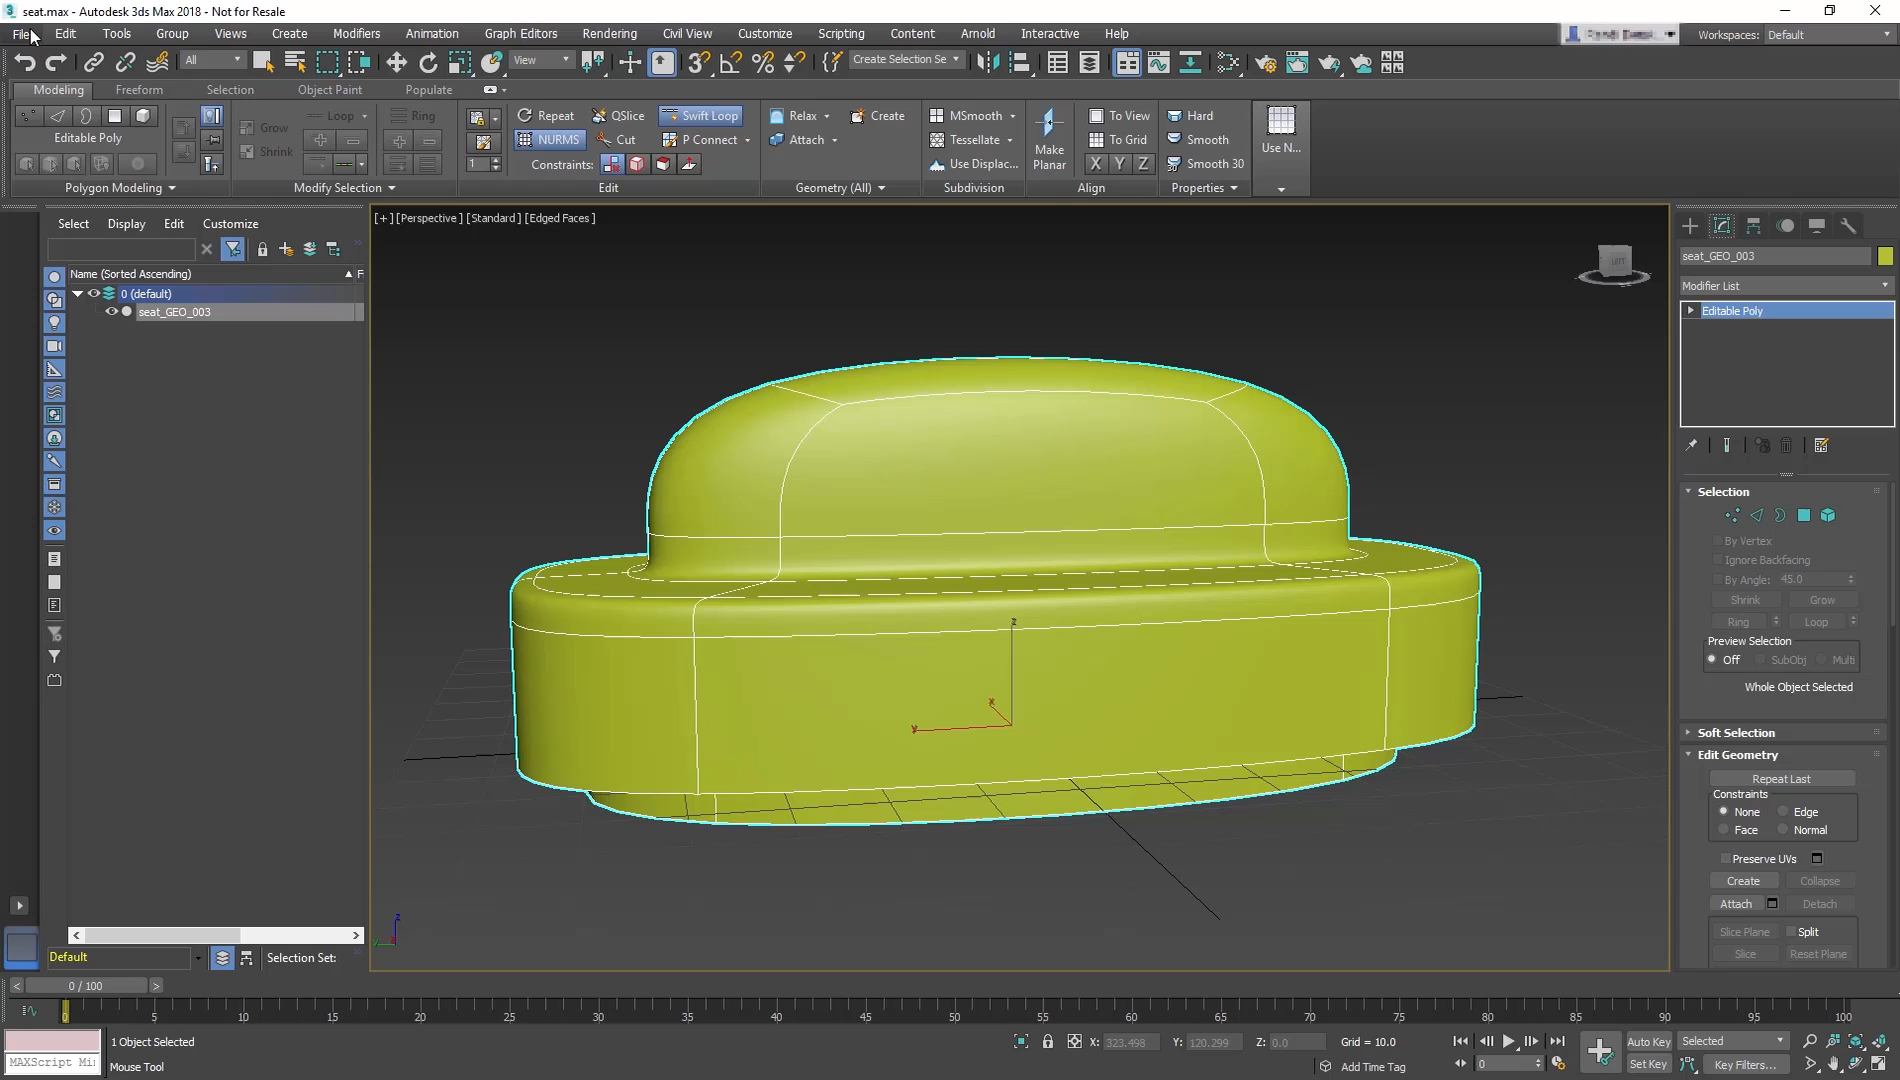 seat.max - Autodesk 3ds Max 2018 - Not for Resale
File Edit Tools Group Views Create Modifiers Animation Graph Editors Rendering Civil View Customize Scripting Content Arnold Interactive Help
Workspaces: Default
All View Create Selection Se
Modeling Freeform Selection Object Paint Populate
Loop Ring Repeat QSlice Swift Loop Relax Create MSmooth To View Hard
Editable Poly Grow NURMS Cut P Connect Attach Tessellate Make Planar To Grid Smooth Use N...
Shrink 1 Constraints: Use Displac... X Y Z Smooth 30
Polygon Modeling Modify Selection Edit Geometry (All) Subdivision Align Properties
Select Display Edit Customize
[+] [Perspective] [Standard] [Edged Faces]
Name (Sorted Ascending) F
0 (default)
seat_GEO_003
LEFT
seat_GEO_003
Modifier List
Editable Poly
Selection
By Vertex
Ignore Backfacing
By Angle: 45.0
Shrink Grow
Ring Loop
Preview Selection
Off SubObj Multi
Whole Object Selected
Soft Selection
Edit Geometry
Repeat Last
Constraints
None Edge
Face Normal
Preserve UVs
Create Collapse
Attach Detach
Slice Plane Split
Slice Reset Plane
z
x
y
z
y
Default Selection Set:
< 0 / 100 >
0 5 10 15 20 25 30 35 40 45 50 55 60 65 70 75 80 85 90 95 100
1 Object Selected X: 323.498 Y: 120.299 Z: 0.0 Grid = 10.0 Auto Key Selected
MAXScript Mi Mouse Tool Add Time Tag 0 Set Key Key Filters...